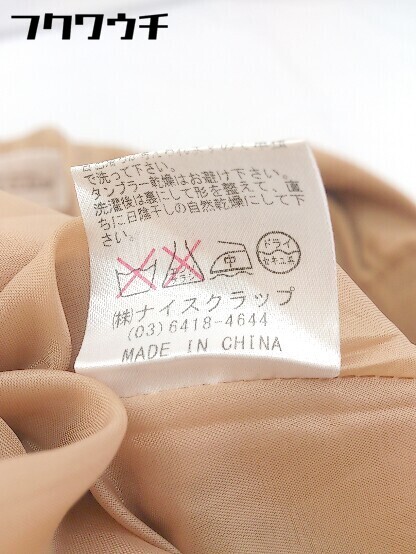 フクワウチ
で洗って下さい。
タンブラー乾燥はお避け下さい。
洗濯後は裏にして形を整えて、直
ちに日陰干しの自然乾燥にして下
さい。
中
ドライ
セキユ系
(株)ナイスクラップ
(03)6418-4644
MADE IN CHINA